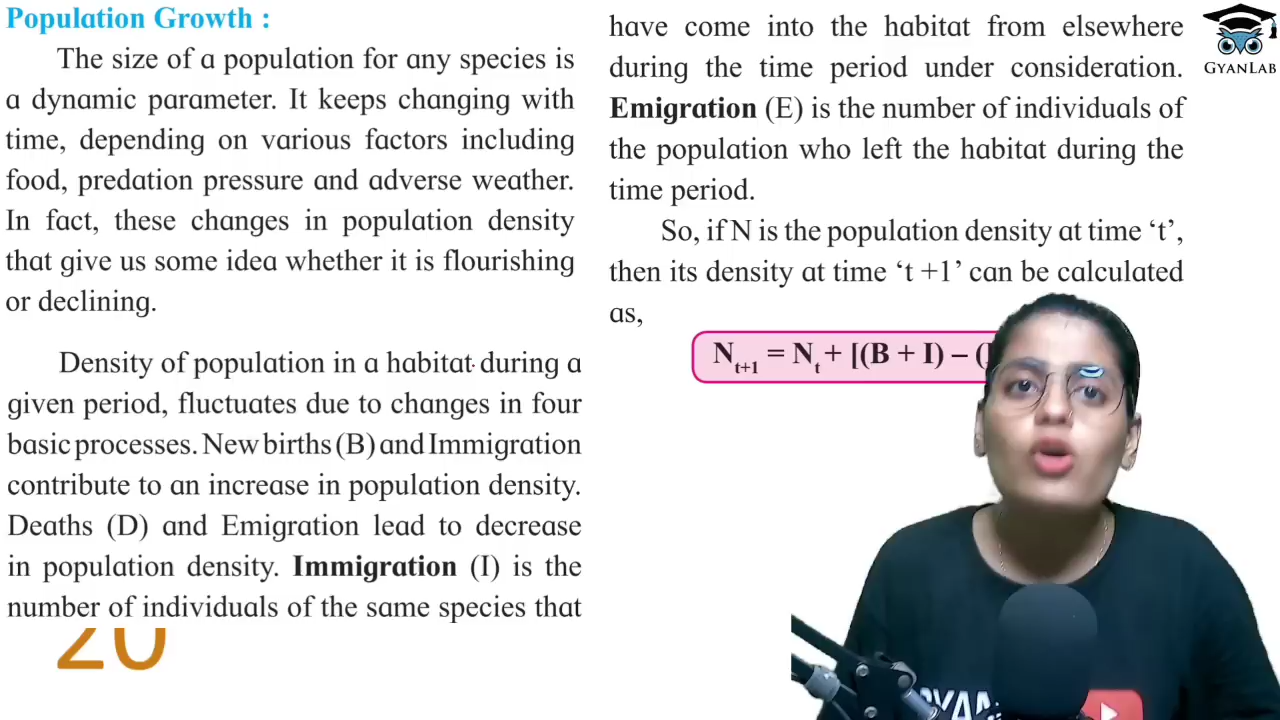 Population Growth :
The size of a population for any species is
a dynamic parameter. It keeps changing with
time, depending on various factors including
food, predation pressure and adverse weather.
In fact, these changes in population density
that give us some idea whether it is flourishing
or declining.
Density of population in a habitat during a
given period, fluctuates due to changes in four
basic processes. New births (B) and Immigration
contribute to an increase in population density.
Deaths (D) and Emigration lead to decrease
in population density. Immigration (I) is the
number of individuals of the same species that
20
have come into the habitat from elsewhere
during the time period under consideration.
Emigration (E) is the number of individuals of
the population who left the habitat during the
time period.
So, if N is the population density at time ‘t’,
then its density at time ‘t +1’ can be calculated
as,
Nt+1 = Nt + [(B + I) – (
GYANLAB